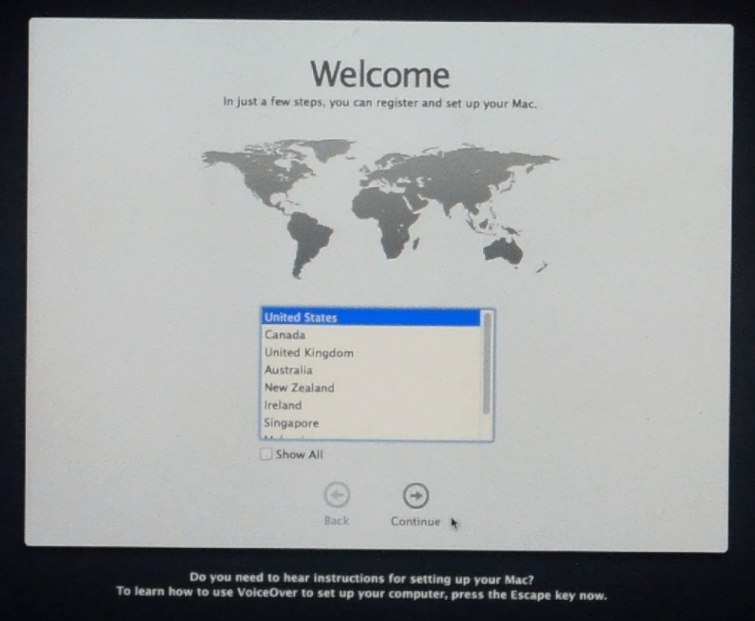 Welcome
In just a few steps, you can register and set up your Mac.
United States
Canada
United Kingdom
Australia
New Zealand
Ireland
Singapore
Show All
Back
Continue
Do you need to hear instructions for setting up your Mac?
To learn how to use VoiceOver to set up your computer, press the Escape key now.